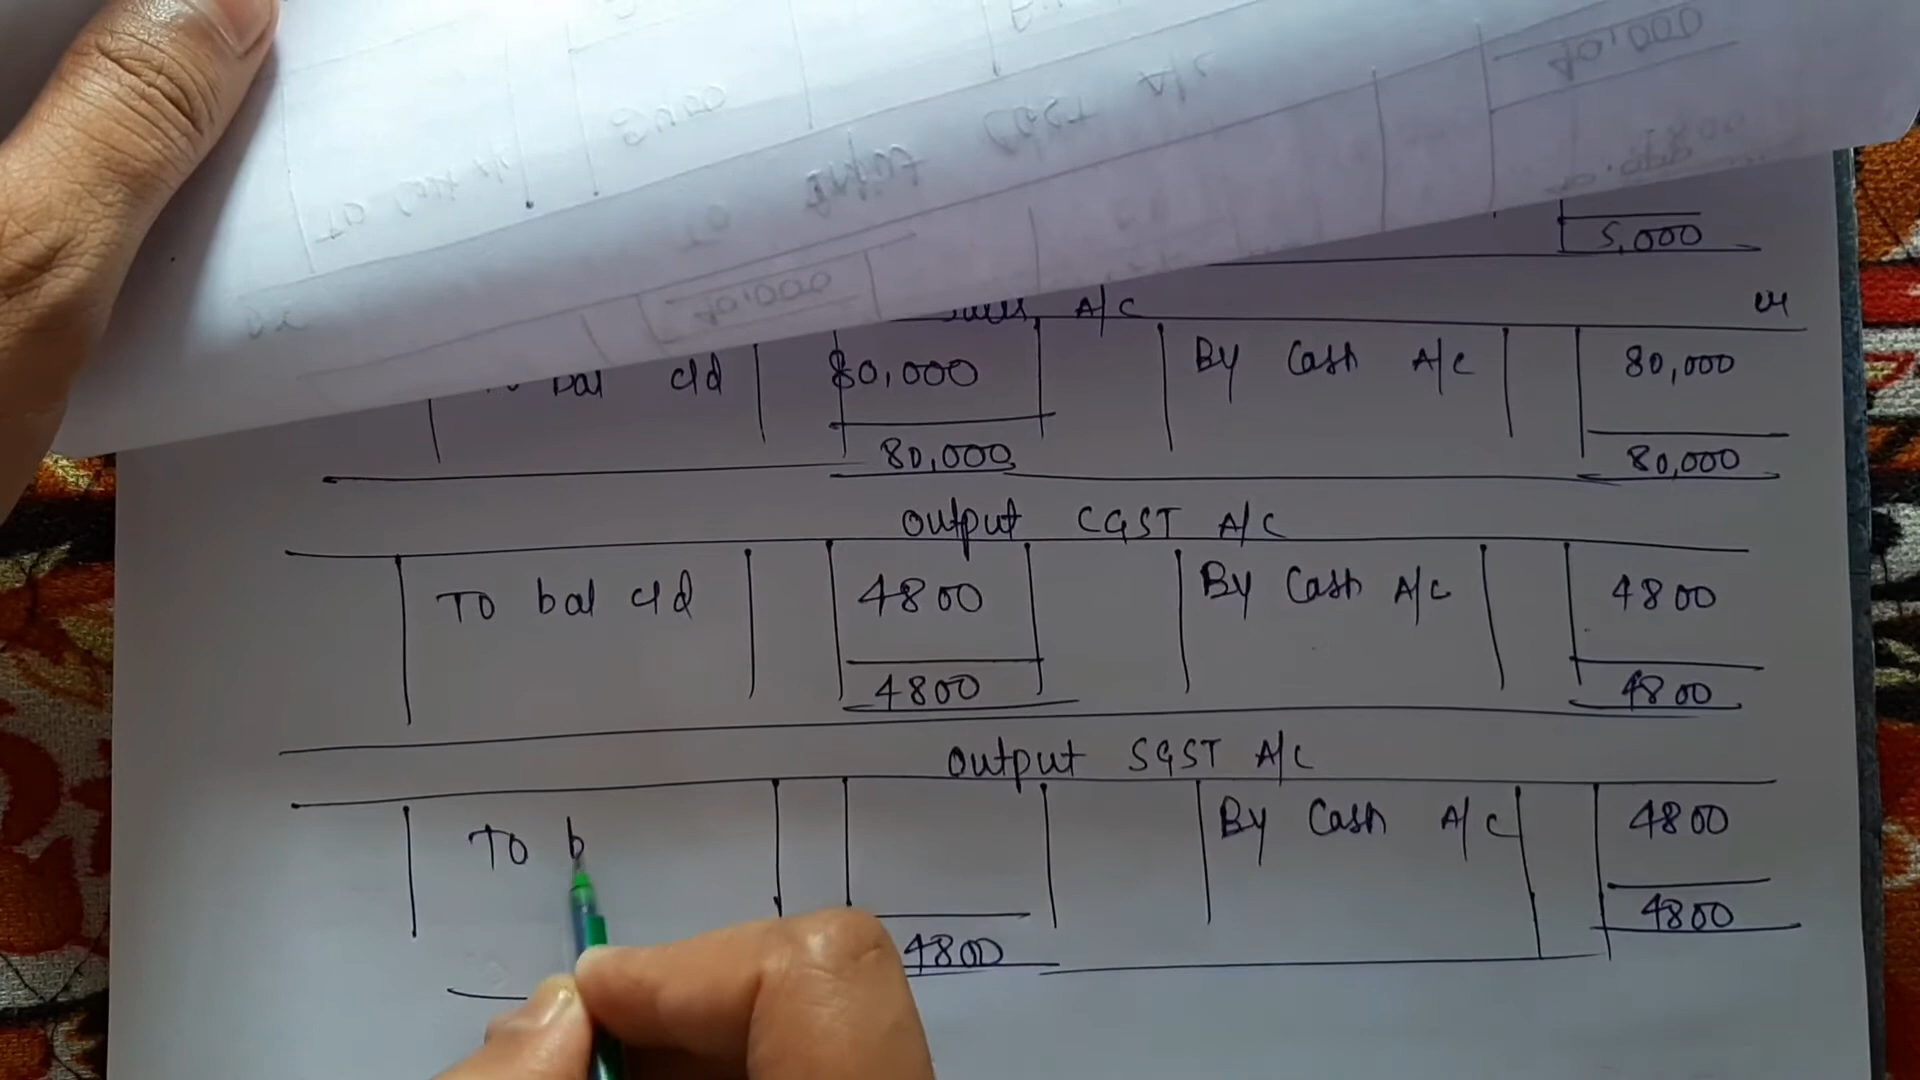 5,000
A/C
bal c/d 80,000 By Cash A/c 80,000
80,000 80,000
Output CGST A/C
To bal c/d 4800 By Cash A/c 4800
4800 4800
Output SGST A/C
To b By Cash A/C 4800
4800 4800